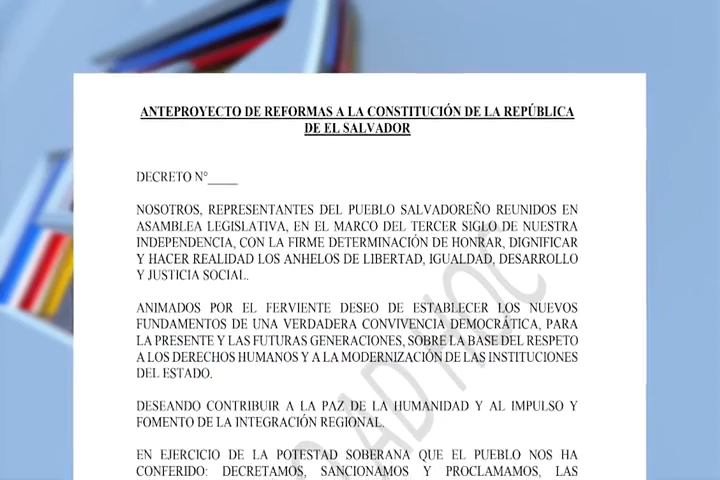 ANTEPROYECTO DE REFORMAS A LA CONSTITUCIÓN DE LA REPÚBLICA
DE EL SALVADOR
DECRETO N°_____
NOSOTROS, REPRESENTANTES DEL PUEBLO SALVADOREÑO REUNIDOS EN
ASAMBLEA LEGISLATIVA, EN EL MARCO DEL TERCER SIGLO DE NUESTRA
INDEPENDENCIA, CON LA FIRME DETERMINACIÓN DE HONRAR, DIGNIFICAR
Y HACER REALIDAD LOS ANHELOS DE LIBERTAD, IGUALDAD, DESARROLLO
Y JUSTICIA SOCIAL.
ANIMADOS POR EL FERVIENTE DESEO DE ESTABLECER LOS NUEVOS
FUNDAMENTOS DE UNA VERDADERA CONVIVENCIA DEMOCRÁTICA, PARA
LA PRESENTE Y LAS FUTURAS GENERACIONES, SOBRE LA BASE DEL RESPETO
A LOS DERECHOS HUMANOS Y A LA MODERNIZACIÓN DE LAS INSTITUCIONES
DEL ESTADO.
DESEANDO CONTRIBUIR A LA PAZ DE LA HUMANIDAD Y AL IMPULSO Y
FOMENTO DE LA INTEGRACIÓN REGIONAL.
EN EJERCICIO DE LA POTESTAD SOBERANA QUE EL PUEBLO NOS HA
CONFERIDO: DECRETAMOS, SANCIONAMOS Y PROCLAMAMOS, LAS
AD HOC